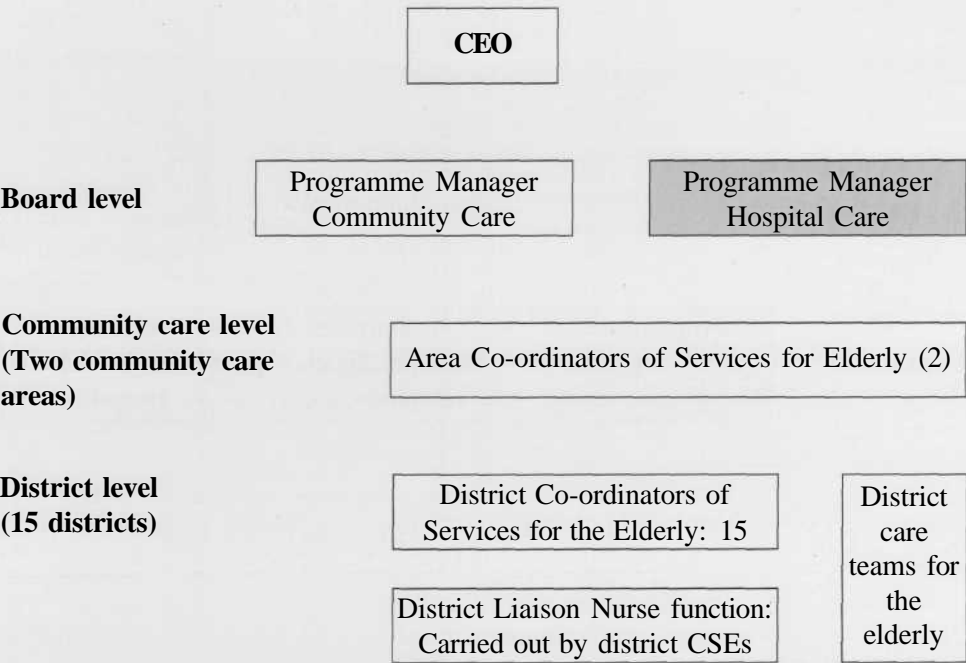 CEO
Board level
Programme Manager
Community Care
Programme Manager
Hospital Care
Community care level
(Two community care
areas)
Area Co-ordinators of Services for Elderly (2)
District level
(15 districts)
District Co-ordinators of
Services for the Elderly: 15
District Liaison Nurse function:
Carried out by district CSEs
District
care
teams for
the
elderly